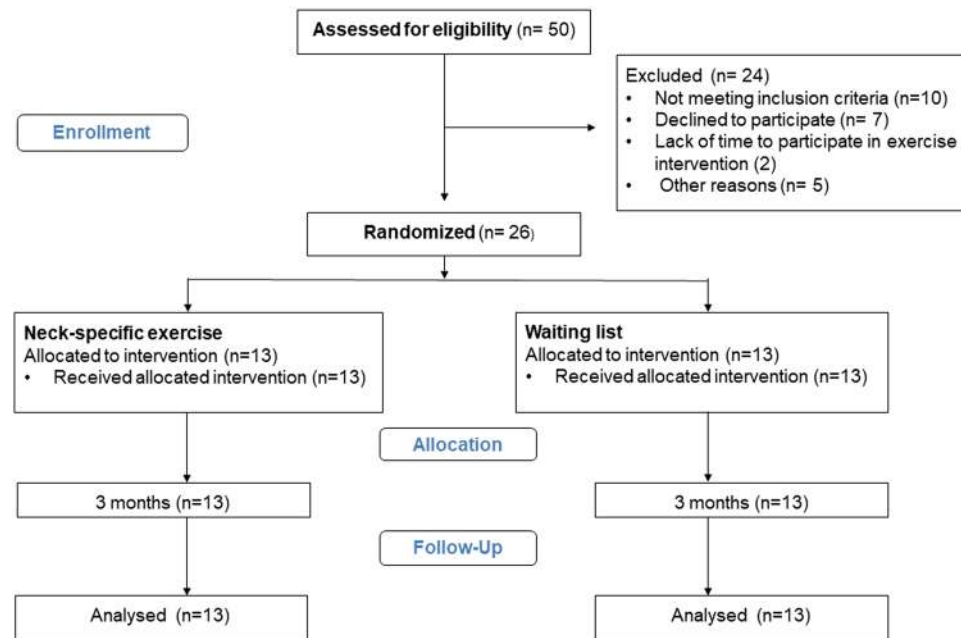 Assessed for eligibility (n= 50)
Excluded (n= 24)
• Not meeting inclusion criteria (n=10)
• Declined to participate (n= 7)
• Lack of time to participate in exercise
intervention (2)
• Other reasons (n= 5)
Enrollment
Randomized (n= 26)
Neck-specific exercise
Allocated to intervention (n=13)
• Received allocated intervention (n=13)
Waiting list
Allocated to intervention (n=13)
• Received allocated intervention (n=13)
Allocation
3 months (n=13)
3 months (n=13)
Follow-Up
Analysed (n=13)
Analysed (n=13)